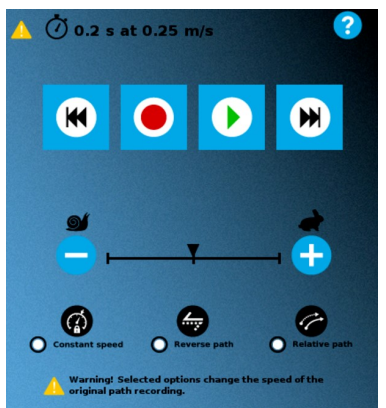 0.2 s at 0.25 m/s
?
Constant speed
Reverse path
Relative path
Warning! Selected options change the speed of the
original path recording.